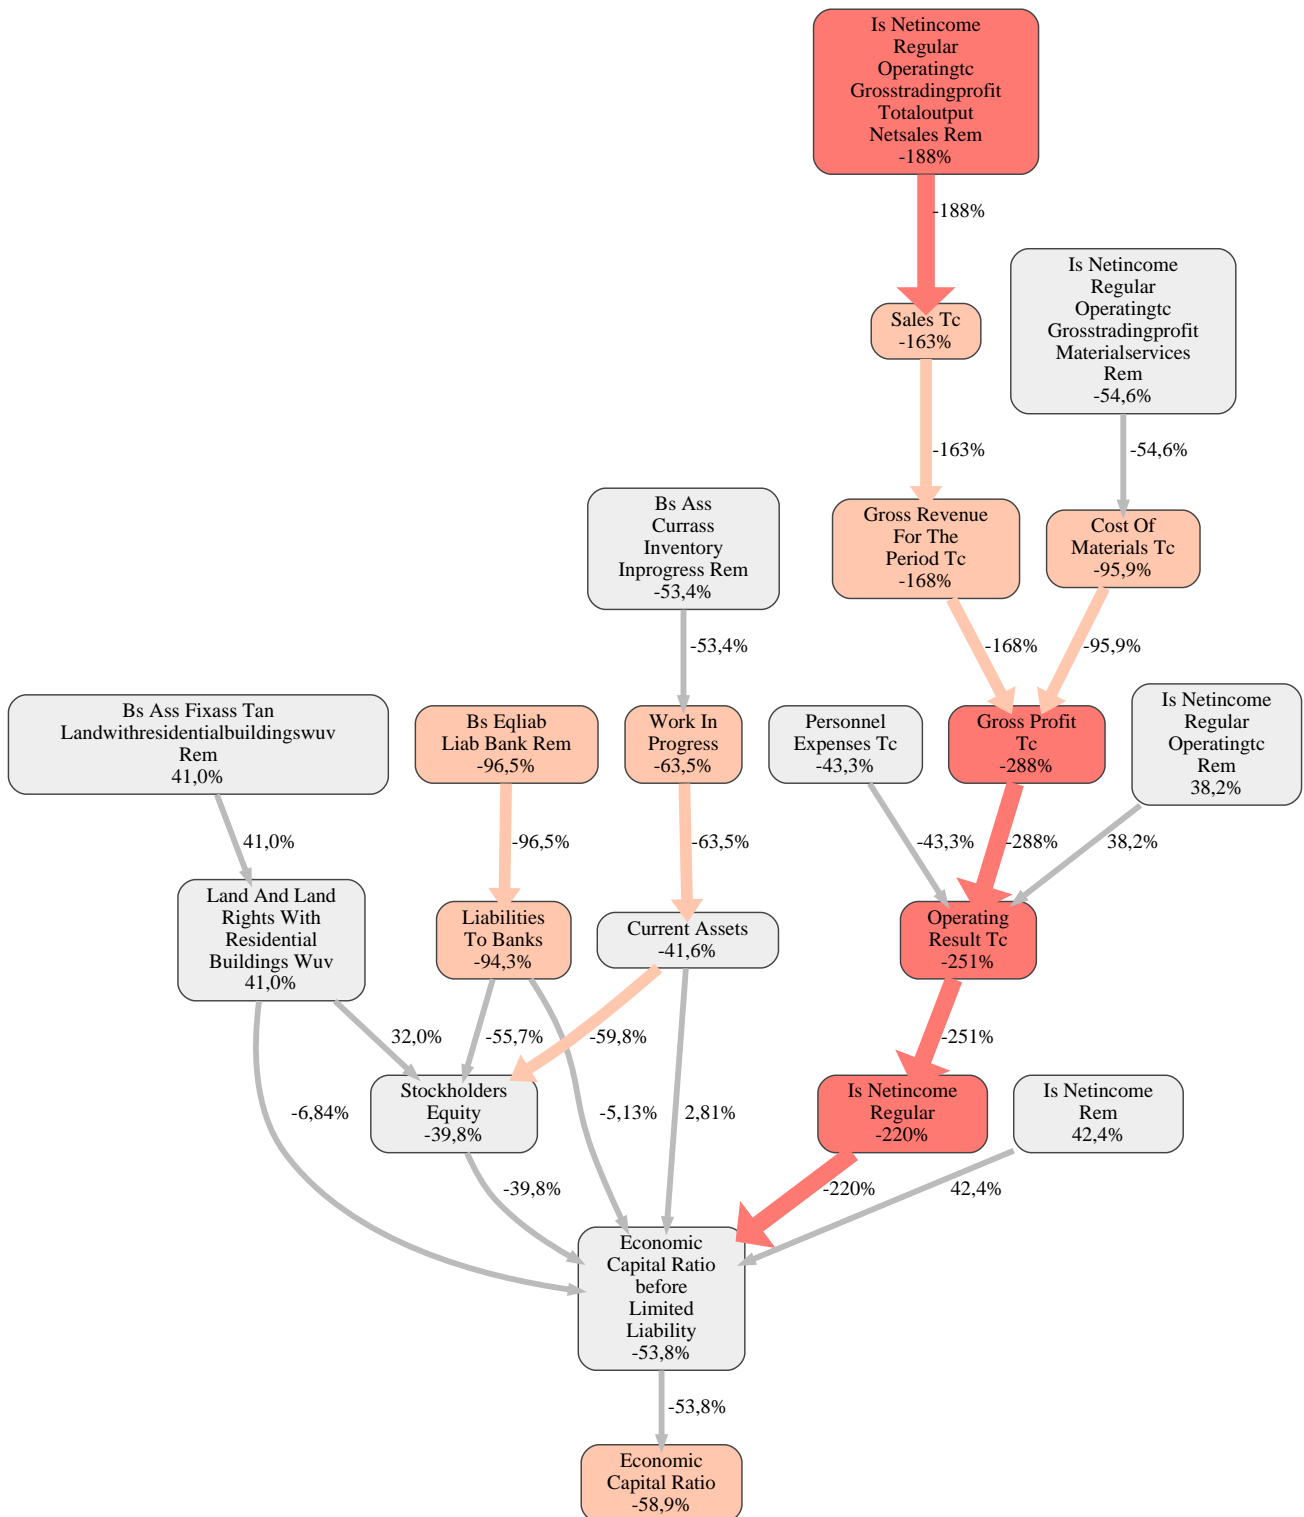 Is Netincome
Regular
Operatingtc
Grosstradingprofit
Totaloutput
Netsales Rem
-188%
-188%
Is Netincome
Regular
Operatingtc
Grosstradingprofit
Materialservices
Rem
-54,6%
Sales Tc
-163%
-163%
-54,6%
Bs Ass
Currass
Inventory
Inprogress Rem
-53,4%
Gross Revenue
For The
Period Tc
-168%
Cost Of
Materials Tc
-95,9%
-53,4%
-168%
-95,9%
Bs Ass Fixass Tan
Landwithresidentialbuildingswuv
Rem
41,0%
Bs Eqliab
Liab Bank Rem
-96,5%
Work In
Progress
-63,5%
Personnel
Expenses Tc
-43,3%
Gross Profit
Tc
-288%
Is Netincome
Regular
Operatingtc
Rem
38,2%
41,0%
-96,5%
-63,5%
-43,3%
-288%
38,2%
Land And Land
Rights With
Residential
Buildings Wuv
41,0%
Liabilities
To Banks
-94,3%
Current Assets
-41,6%
Operating
Result Tc
-251%
32,0%
-55,7%
-59,8%
-251%
Stockholders
Equity
-39,8%
Is Netincome
Regular
-220%
Is Netincome
Rem
42,4%
-6,84%
-5,13%
2,81%
-39,8%
-220%
42,4%
Economic
Capital Ratio
before
Limited
Liability
-53,8%
-53,8%
Economic
Capital Ratio
-58,9%